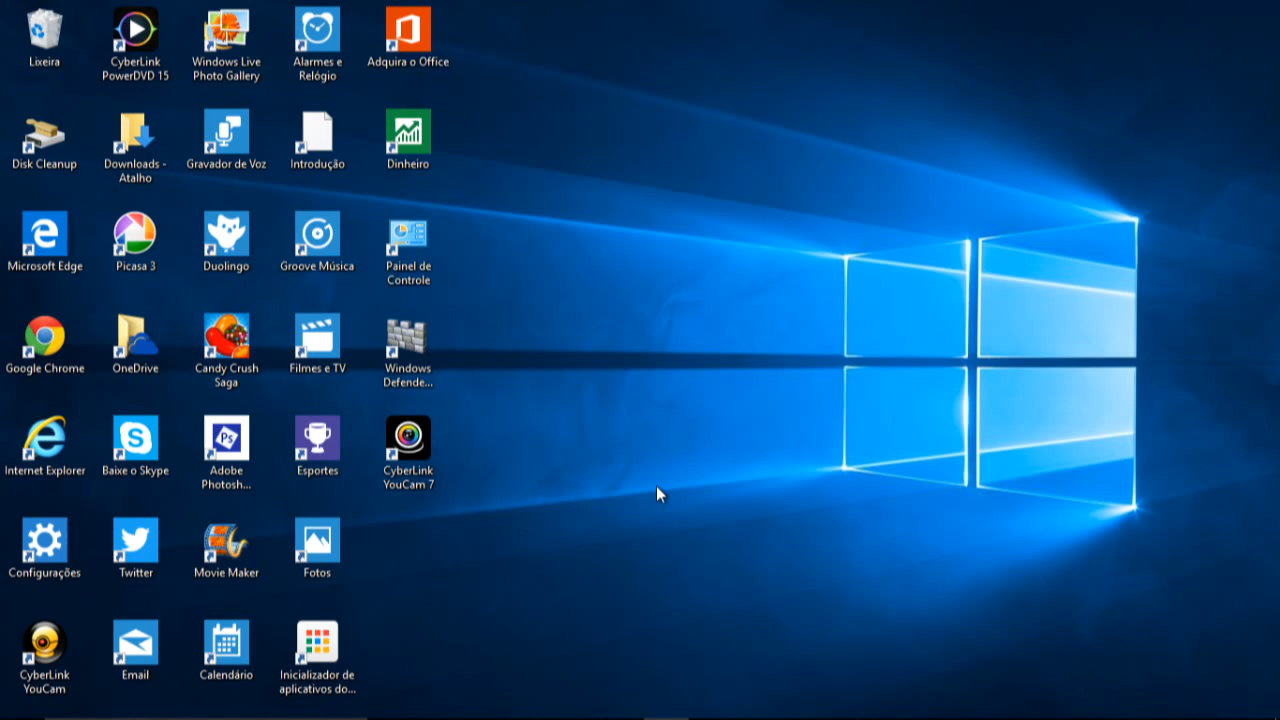 Lixeira
CyberLink
PowerDVD 15
Windows Live
Photo Gallery
Alarmes e
Relógio
Adquira o Office
Disk Cleanup
Downloads -
Atalho
Gravador de Voz
Introdução
Dinheiro
Microsoft Edge
Picasa 3
Duolingo
Groove Música
Painel de
Controle
Google Chrome
OneDrive
Candy Crush
Saga
Filmes e TV
Windows
Defende...
Internet Explorer
Baixe o Skype
Ps
Adobe
Photosh...
Esportes
CyberLink
YouCam 7
Configurações
Twitter
Movie Maker
Fotos
CyberLink
YouCam
Email
Calendário
Inicializador de
aplicativos do...